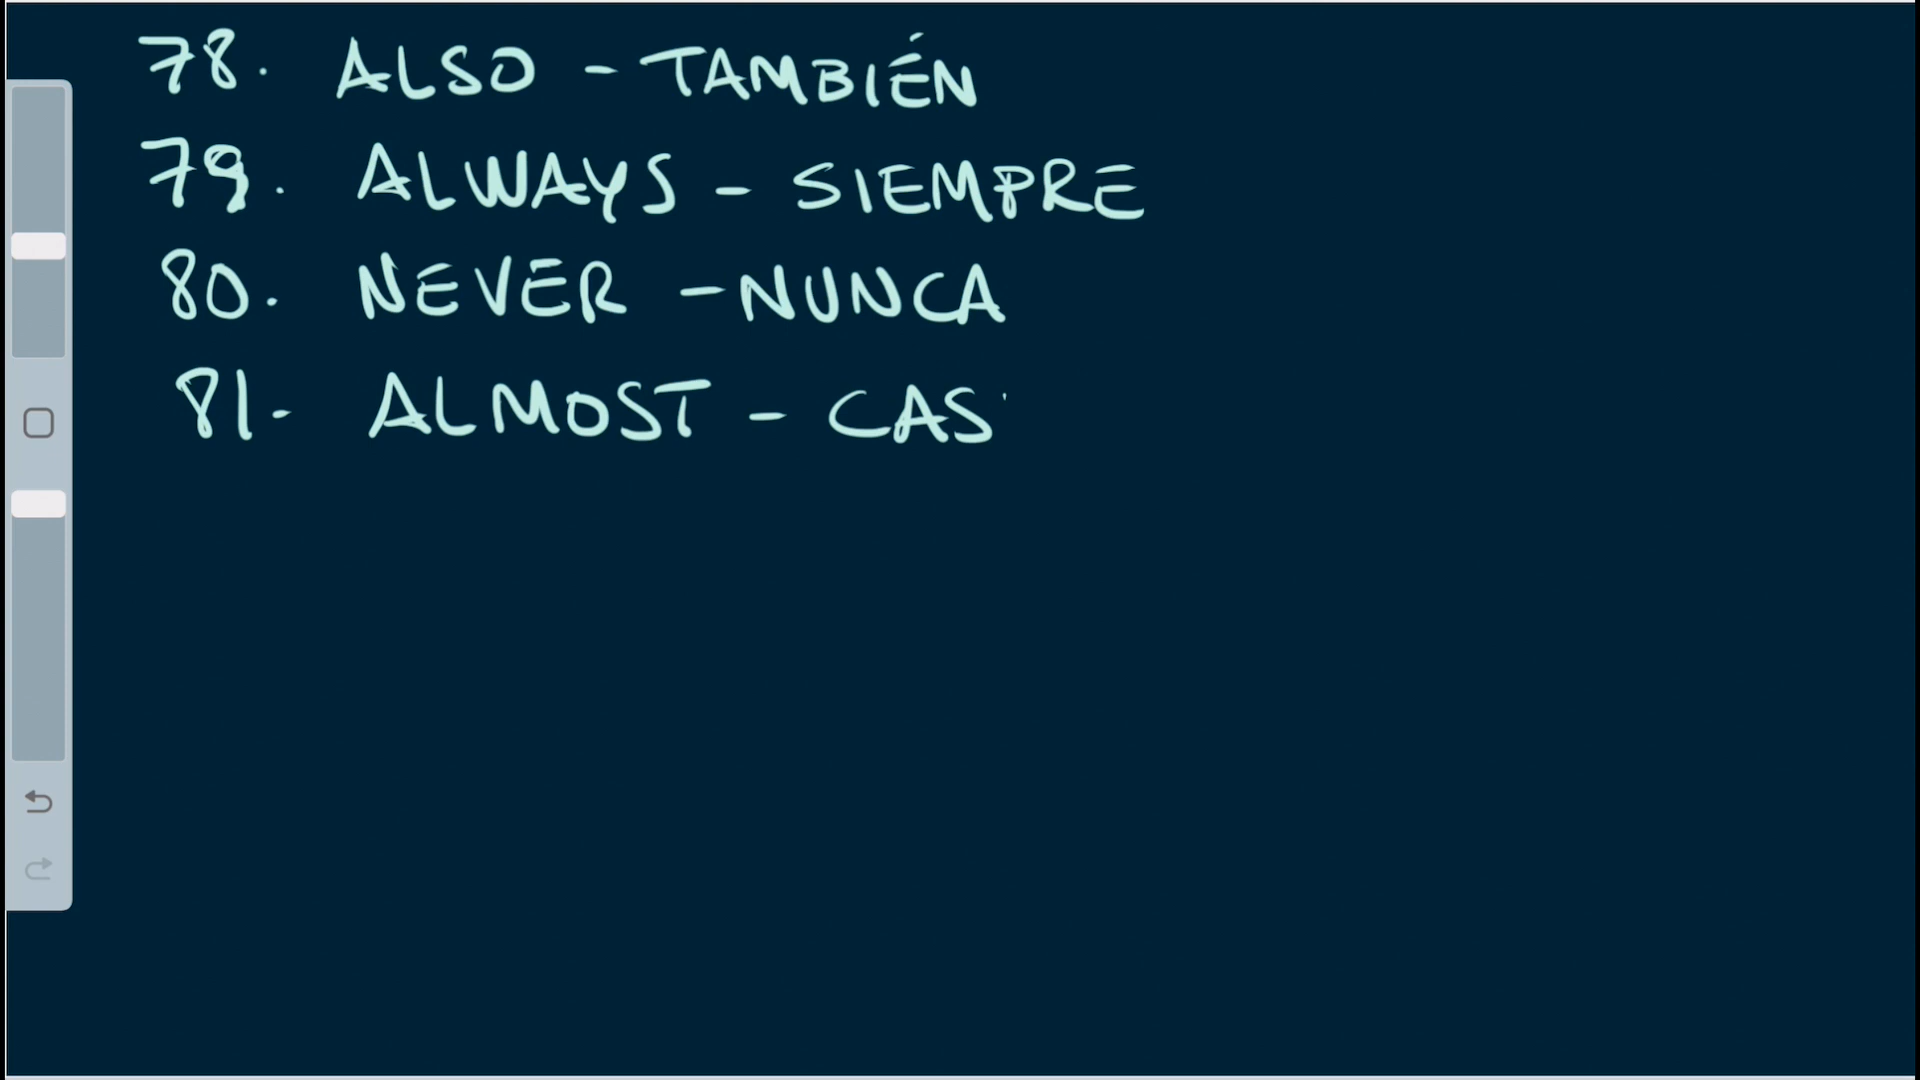 78. ALSO - TAMBIÉN
79. ALWAYS - SIEMPRE
80. NEVER - NUNCA
81- ALMOST - CAS